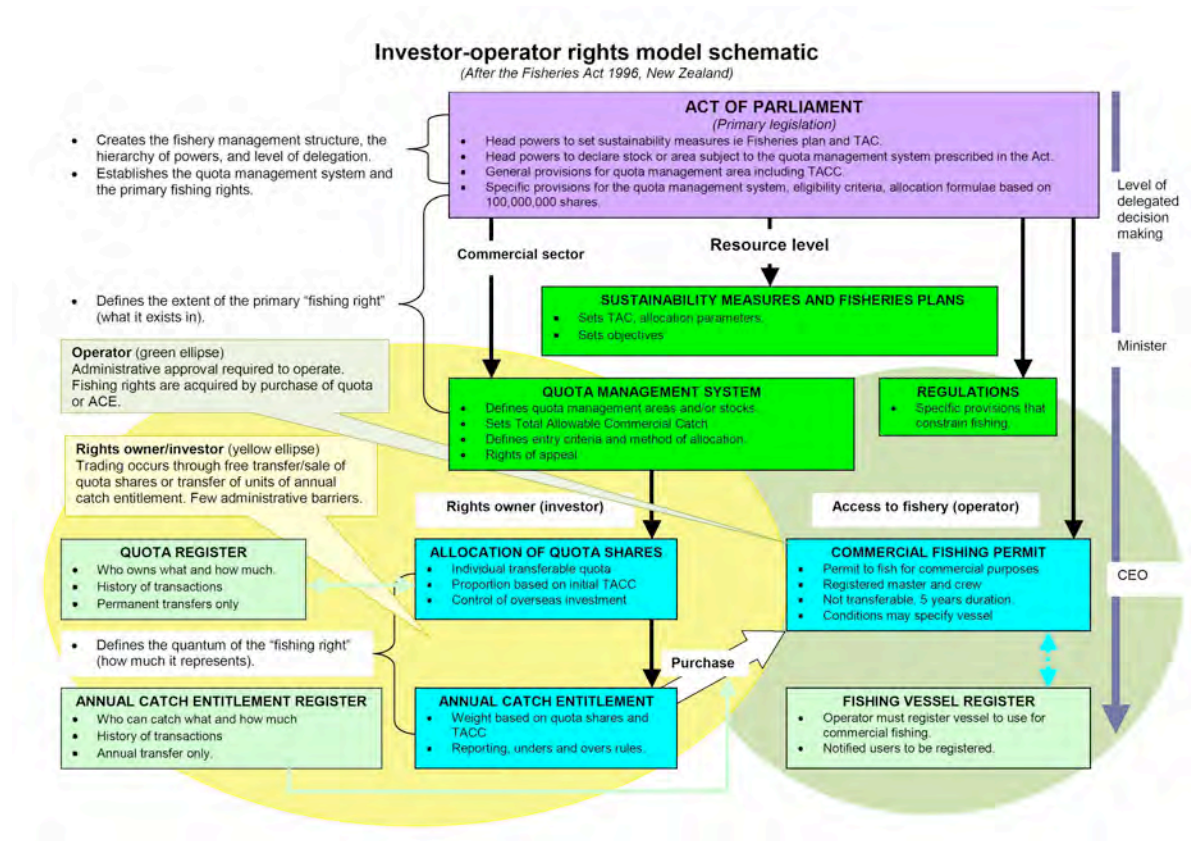 Investor-operator rights model schematic
(After the Fisheries Act 1996, New Zealand)
ACT OF PARLIAMENT
(Primary legislation)
• Head powers to set sustainability measures ie Fisheries plan and TAC.
• Head powers to declare stock or area subject to the quota management system prescribed in the Act.
• General provisions for quota management area including TACC
• Specific provisions for the quota management system, eligibility criteria, allocation formulae based on
100,000,000 shares.
• Creates the fishery management structure, the
hierarchy of powers, and level of delegation.
• Establishes the quota management system and
the primary fishing rights.
Level of
delegated
decision
making
Commercial sector
Resource level
• Defines the extent of the primary “fishing right”
(what it exists in).
SUSTAINABILITY MEASURES AND FISHERIES PLANS
• Sets TAC, allocation parameters.
• Sets objectives
Minister
Operator (green ellipse)
Administrative approval required to operate.
Fishing rights are acquired by purchase of quota
or ACE.
QUOTA MANAGEMENT SYSTEM
• Defines quota management areas and/or stocks.
• Sets Total Allowable Commercial Catch
• Defines entry criteria and method of allocation.
• Rights of appeal
REGULATIONS
• Specific provisions that
constrain fishing.
Rights owner/investor (yellow ellipse)
Trading occurs through free transfer/sale of
quota shares or transfer of units of annual
catch entitlement. Few administrative barriers.
Rights owner (investor)
Access to fishery (operator)
QUOTA REGISTER
• Who owns what and how much.
• History of transactions
• Permanent transfers only
ALLOCATION OF QUOTA SHARES
• Individual transferable quota
• Proportion based on initial TACC
• Control of overseas investment
COMMERCIAL FISHING PERMIT
• Permit to fish for commercial purposes
• Registered master and crew
• Not transferable, 5 years duration.
• Conditions may specify vessel
CEO
• Defines the quantum of the “fishing right”
(how much it represents).
Purchase
ANNUAL CATCH ENTITLEMENT REGISTER
• Who can catch what and how much
• History of transactions
• Annual transfer only.
ANNUAL CATCH ENTITLEMENT
• Weight based on quota shares and
TACC
• Reporting, unders and overs rules.
FISHING VESSEL REGISTER
• Operator must register vessel to use for
commercial fishing.
• Notified users to be registered.